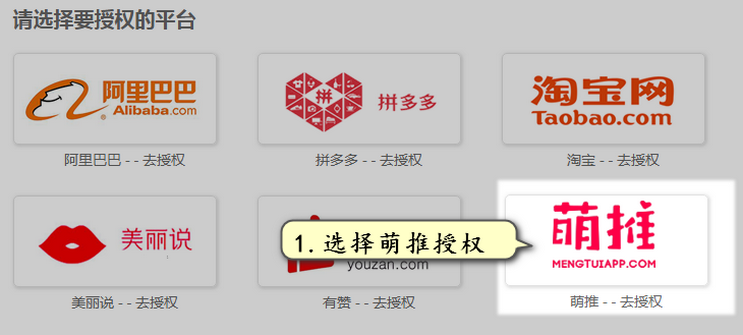 请选择要授权的平台
阿里巴巴
Alibaba.com
拼
拼多多
淘宝网
Taobao.com
阿里巴巴 - - 去授权
拼多多 - - 去授权
淘宝 - - 去授权
美丽说
1.选择萌推授权
youzan.com
萌推
MENGTUIAPP.COM
美丽说 - - 去授权
有赞 - - 去授权
萌推 - - 去授权